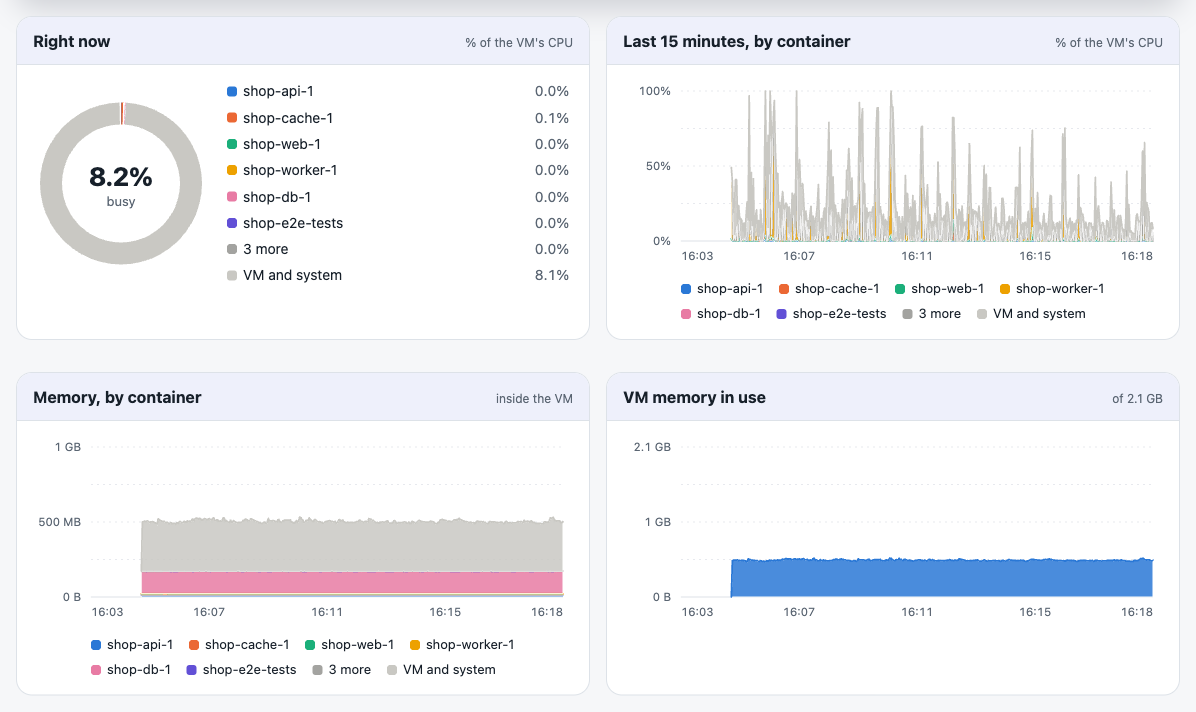 Right now
% of the VM's CPU
8.2%
busy
shop-api-1 0.0%
shop-cache-1 0.1%
shop-web-1 0.0%
shop-worker-1 0.0%
shop-db-1 0.0%
shop-e2e-tests 0.0%
3 more 0.0%
VM and system 8.1%
Last 15 minutes, by container
% of the VM's CPU
100%
50%
0%
16:03 16:07 16:11 16:15 16:18
shop-api-1 shop-cache-1 shop-web-1 shop-worker-1
shop-db-1 shop-e2e-tests 3 more VM and system
Memory, by container
inside the VM
1 GB
500 MB
0 B
16:03 16:07 16:11 16:15 16:18
shop-api-1 shop-cache-1 shop-web-1 shop-worker-1
shop-db-1 shop-e2e-tests 3 more VM and system
VM memory in use
of 2.1 GB
2.1 GB
1 GB
0 B
16:03 16:07 16:11 16:15 16:18